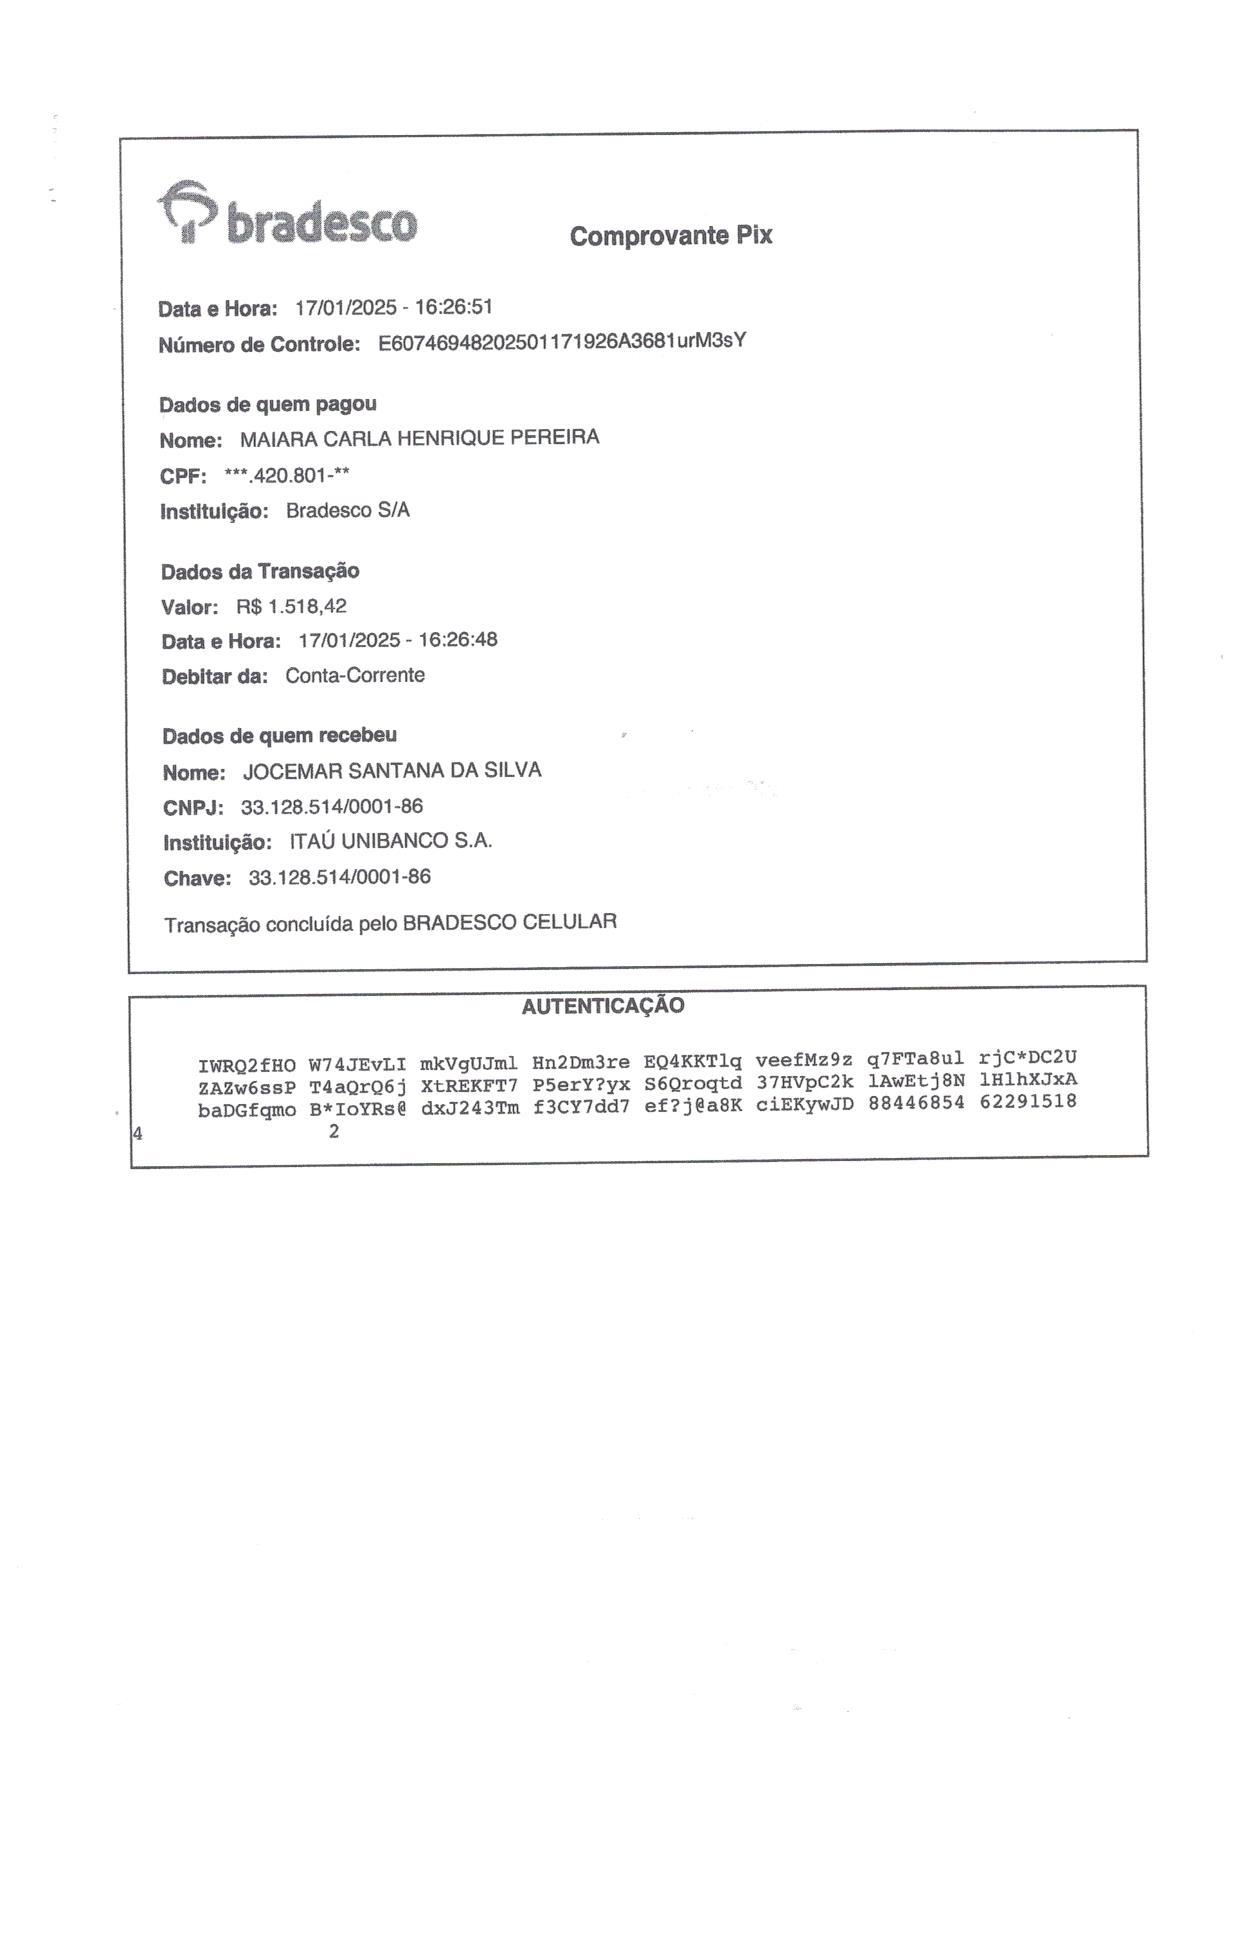 bradesco
Comprovante Pix
Data e Hora: 17/01/2025 - 16:26:51
Número de Controle: E60746948202501171926A3681urM3sY
Dados de quem pagou
Nome: MAIARA CARLA HENRIQUE PEREIRA
CPF: ***.420.801-**
Instituição: Bradesco S/A
Dados da Transação
Valor: R$ 1.518,42
Data e Hora: 17/01/2025 - 16:26:48
Debitar da: Conta-Corrente
Dados de quem recebeu
Nome: JOCEMAR SANTANA DA SILVA
CNPJ: 33.128.514/0001-86
Instituição: ITAÚ UNIBANCO S.A.
Chave: 33.128.514/0001-86
Transação concluída pelo BRADESCO CELULAR
AUTENTICAÇÃO
IWRQ2fHO W74JEvLI mkVgUJml Hn2Dm3re EQ4KKTlq veefMz9z q7FTa8ul rjC*DC2U
ZAZw6ssP T4aQrQ6j XtREKFT7 P5erY?yx S6Qroqtd 37HVpC2k lAwEtj8N lHlhXJxA
baDGfqmo B*IoYRs@ dxJ243Tm f3CY7dd7 ef?j@a8K ciEKywJD 88446854 62291518
4 2